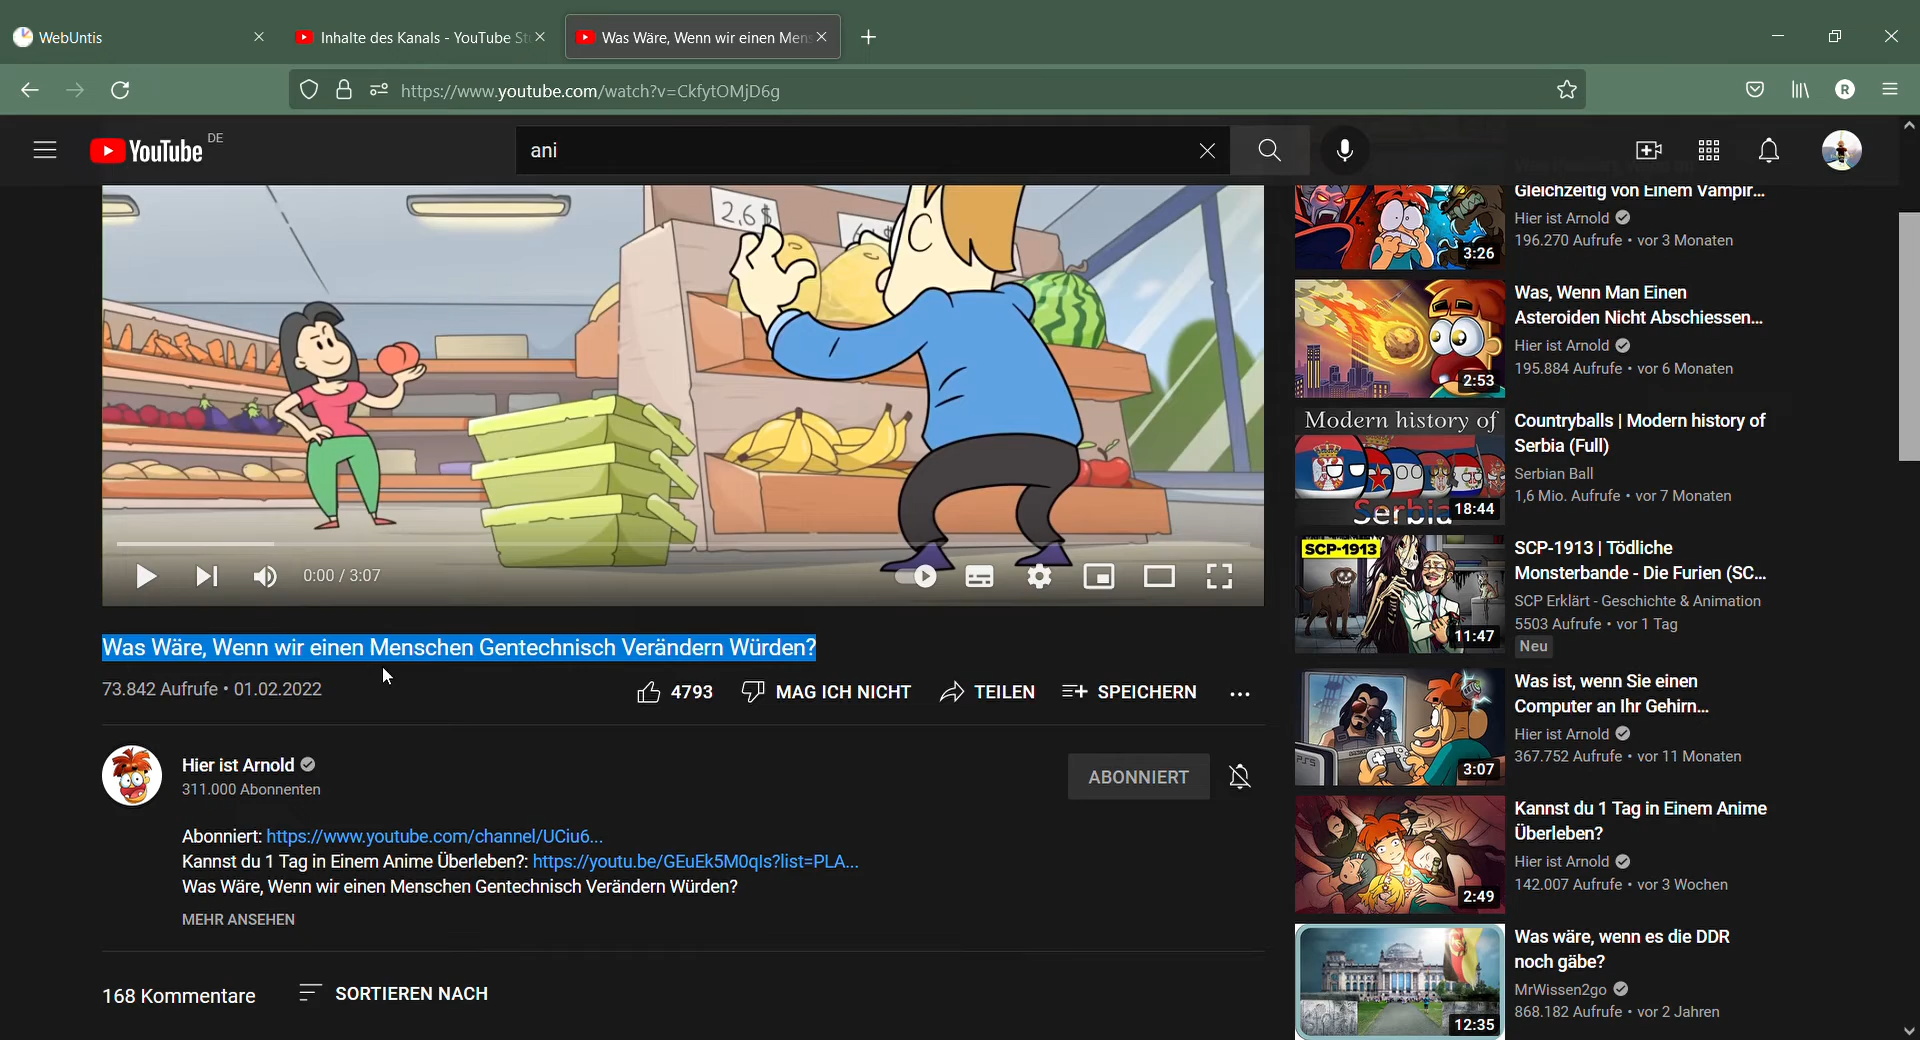 WebUntis
Inhalte des Kanals - YouTube St
Was Wäre, Wenn wir einen Mens
https://www.youtube.com/watch?v=CkfytOMjD6g
R
YouTube DE
ani
2,6$
0:00 / 3:07
Was Wäre, Wenn wir einen Menschen Gentechnisch Verändern Würden?
73.842 Aufrufe • 01.02.2022
4793
MAG ICH NICHT
TEILEN
SPEICHERN
Hier ist Arnold
311.000 Abonnenten
ABONNIERT
Abonniert: https://www.youtube.com/channel/UCiu6...
Kannst du 1 Tag in Einem Anime Überleben?: https://youtu.be/GEuEk5M0qIs?list=PLA...
Was Wäre, Wenn wir einen Menschen Gentechnisch Verändern Würden?
MEHR ANSEHEN
168 Kommentare
SORTIEREN NACH
Gleichzeitig von Einem Vampir...
Hier ist Arnold
196.270 Aufrufe • vor 3 Monaten
3:26
Was, Wenn Man Einen
Asteroiden Nicht Abschiessen...
Hier ist Arnold
195.884 Aufrufe • vor 6 Monaten
2:53
Modern history of
Serbia
18:44
Countryballs | Modern history of
Serbia (Full)
Serbian Ball
1,6 Mio. Aufrufe • vor 7 Monaten
SCP-1913
11:47
SCP-1913 | Tödliche
Monsterbande - Die Furien (SC...
SCP Erklärt - Geschichte & Animation
5503 Aufrufe • vor 1 Tag
Neu
PS5
3:07
Was ist, wenn Sie einen
Computer an Ihr Gehirn...
Hier ist Arnold
367.752 Aufrufe • vor 11 Monaten
2:49
Kannst du 1 Tag in Einem Anime
Überleben?
Hier ist Arnold
142.007 Aufrufe • vor 3 Wochen
12:35
Was wäre, wenn es die DDR
noch gäbe?
MrWissen2go
868.182 Aufrufe • vor 2 Jahren